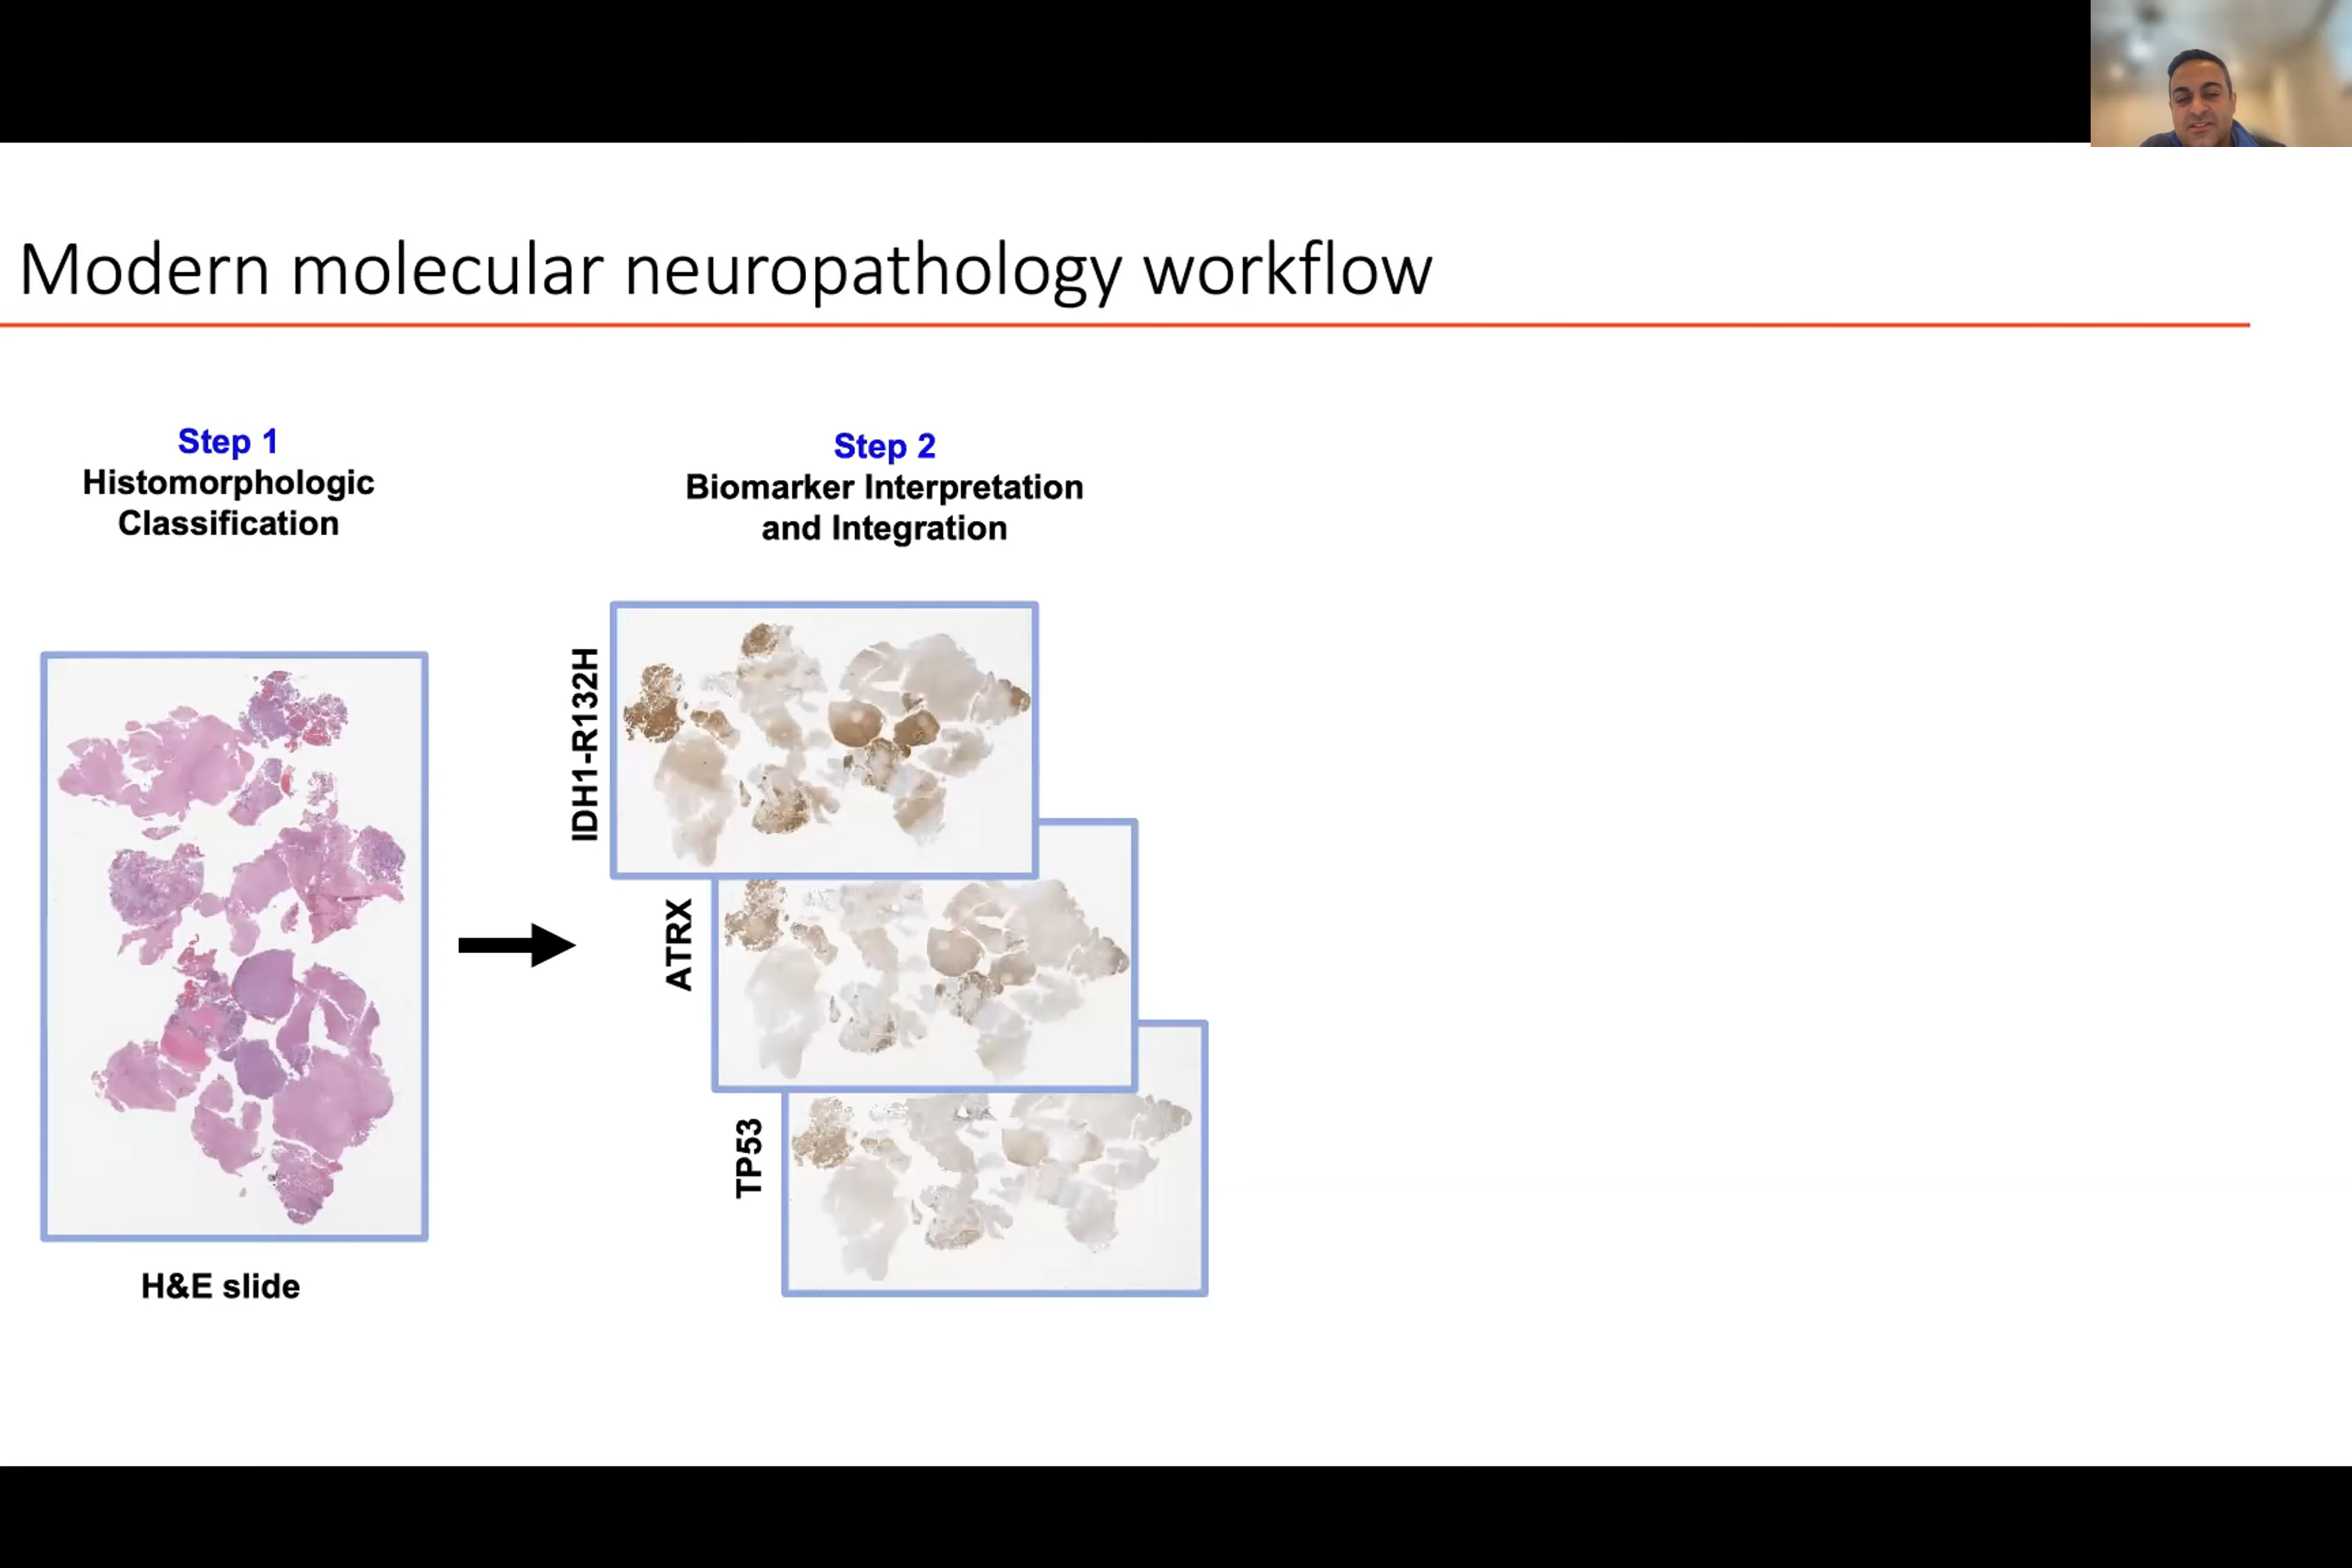 Modern molecular neuropathology workflow
Step 1
Histomorphologic
Classification
H&E slide
Step 2
Biomarker Interpretation
and Integration
IDH1-R132H
ATRX
TP53